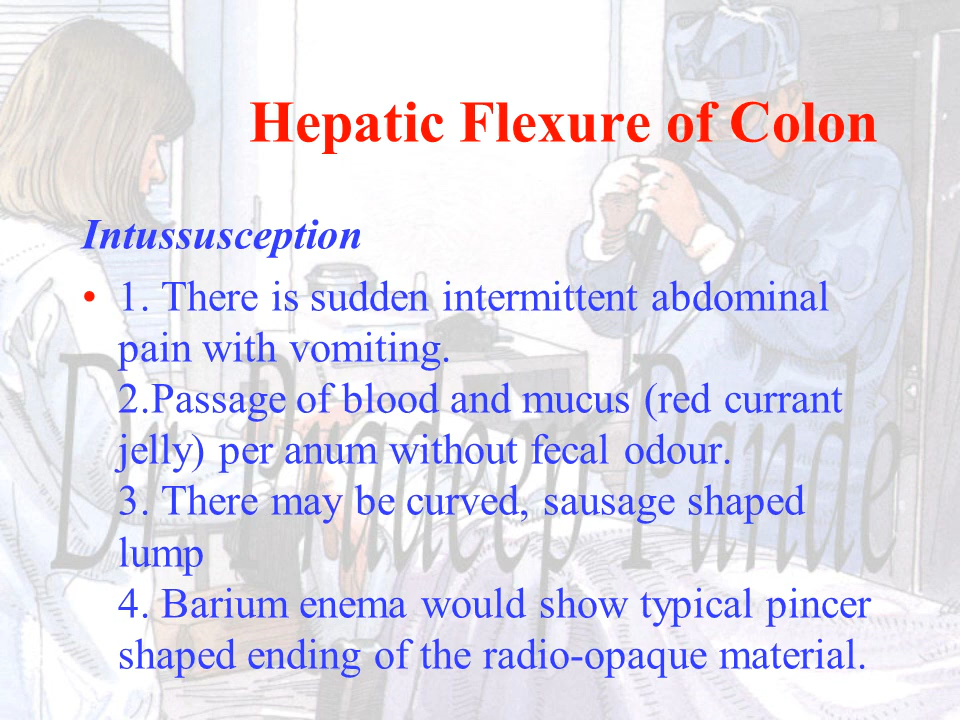 Hepatic Flexure of Colon
Intussusception
• 1. There is sudden intermittent abdominal
pain with vomiting.
2.Passage of blood and mucus (red currant
jelly) per anum without fecal odour.
3. There may be curved, sausage shaped
lump
4. Barium enema would show typical pincer
shaped ending of the radio-opaque material.
Dr. Pradeep Pande